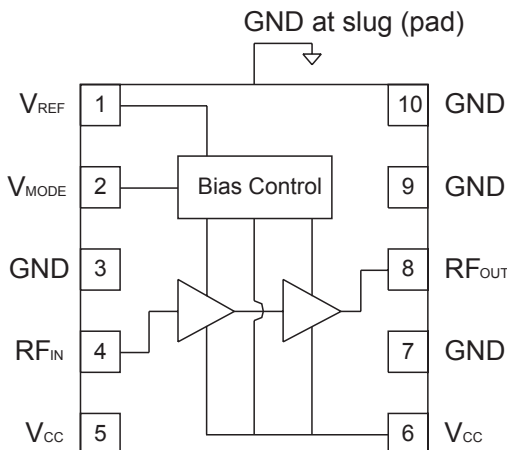 GND at slug (pad)
VREF 1
10 GND
VMODE 2
Bias Control
9 GND
GND 3
8 RFOUT
RFIN 4
7 GND
VCC 5
6 VCC